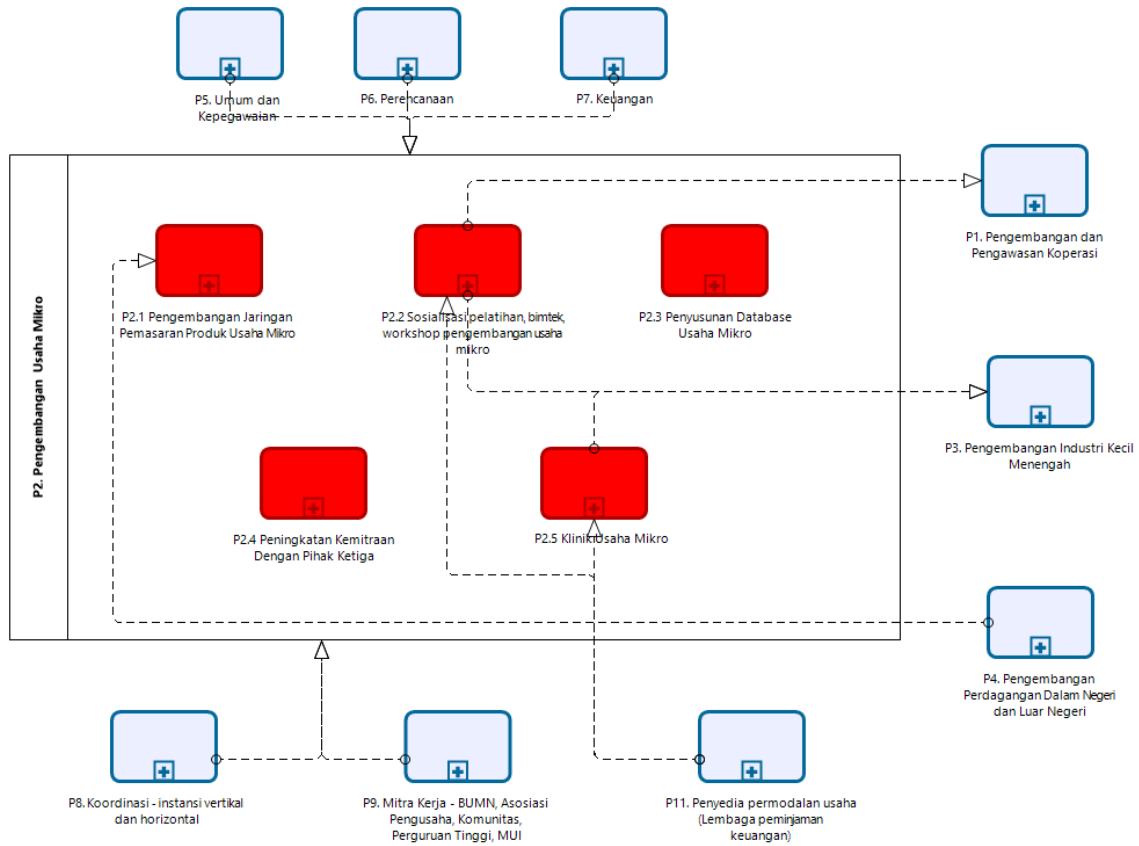 P5. Umum dan
Kepegawaian
P6. Perencanaan
P7. Keuangan
P1. Pengembangan dan
Pengawasan Koperasi
P2. Pengembangan Usaha Mikro
P2.1 Pengembangan Jaringan
Pemasaran Produk Usaha Mikro
P2.2 Sosialisasi,pelatihan, bimtek,
workshop pengembangan usaha
mikro
P2.3 Penyusunan Database
Usaha Mikro
P3. Pengembangan Industri Kecil
Menengah
P2.4 Peningkatan Kemitraan
Dengan Pihak Ketiga
P2.5 Klinik Usaha Mikro
P4. Pengembangan
Perdagangan Dalam Negeri
dan Luar Negeri
P8. Koordinasi - instansi vertikal
dan horizontal
P9. Mitra Kerja - BUMN, Asosiasi
Pengusaha, Komunitas,
Perguruan Tinggi, MUI
P11. Penyedia permodalan usaha
(Lembaga peminjaman
keuangan)